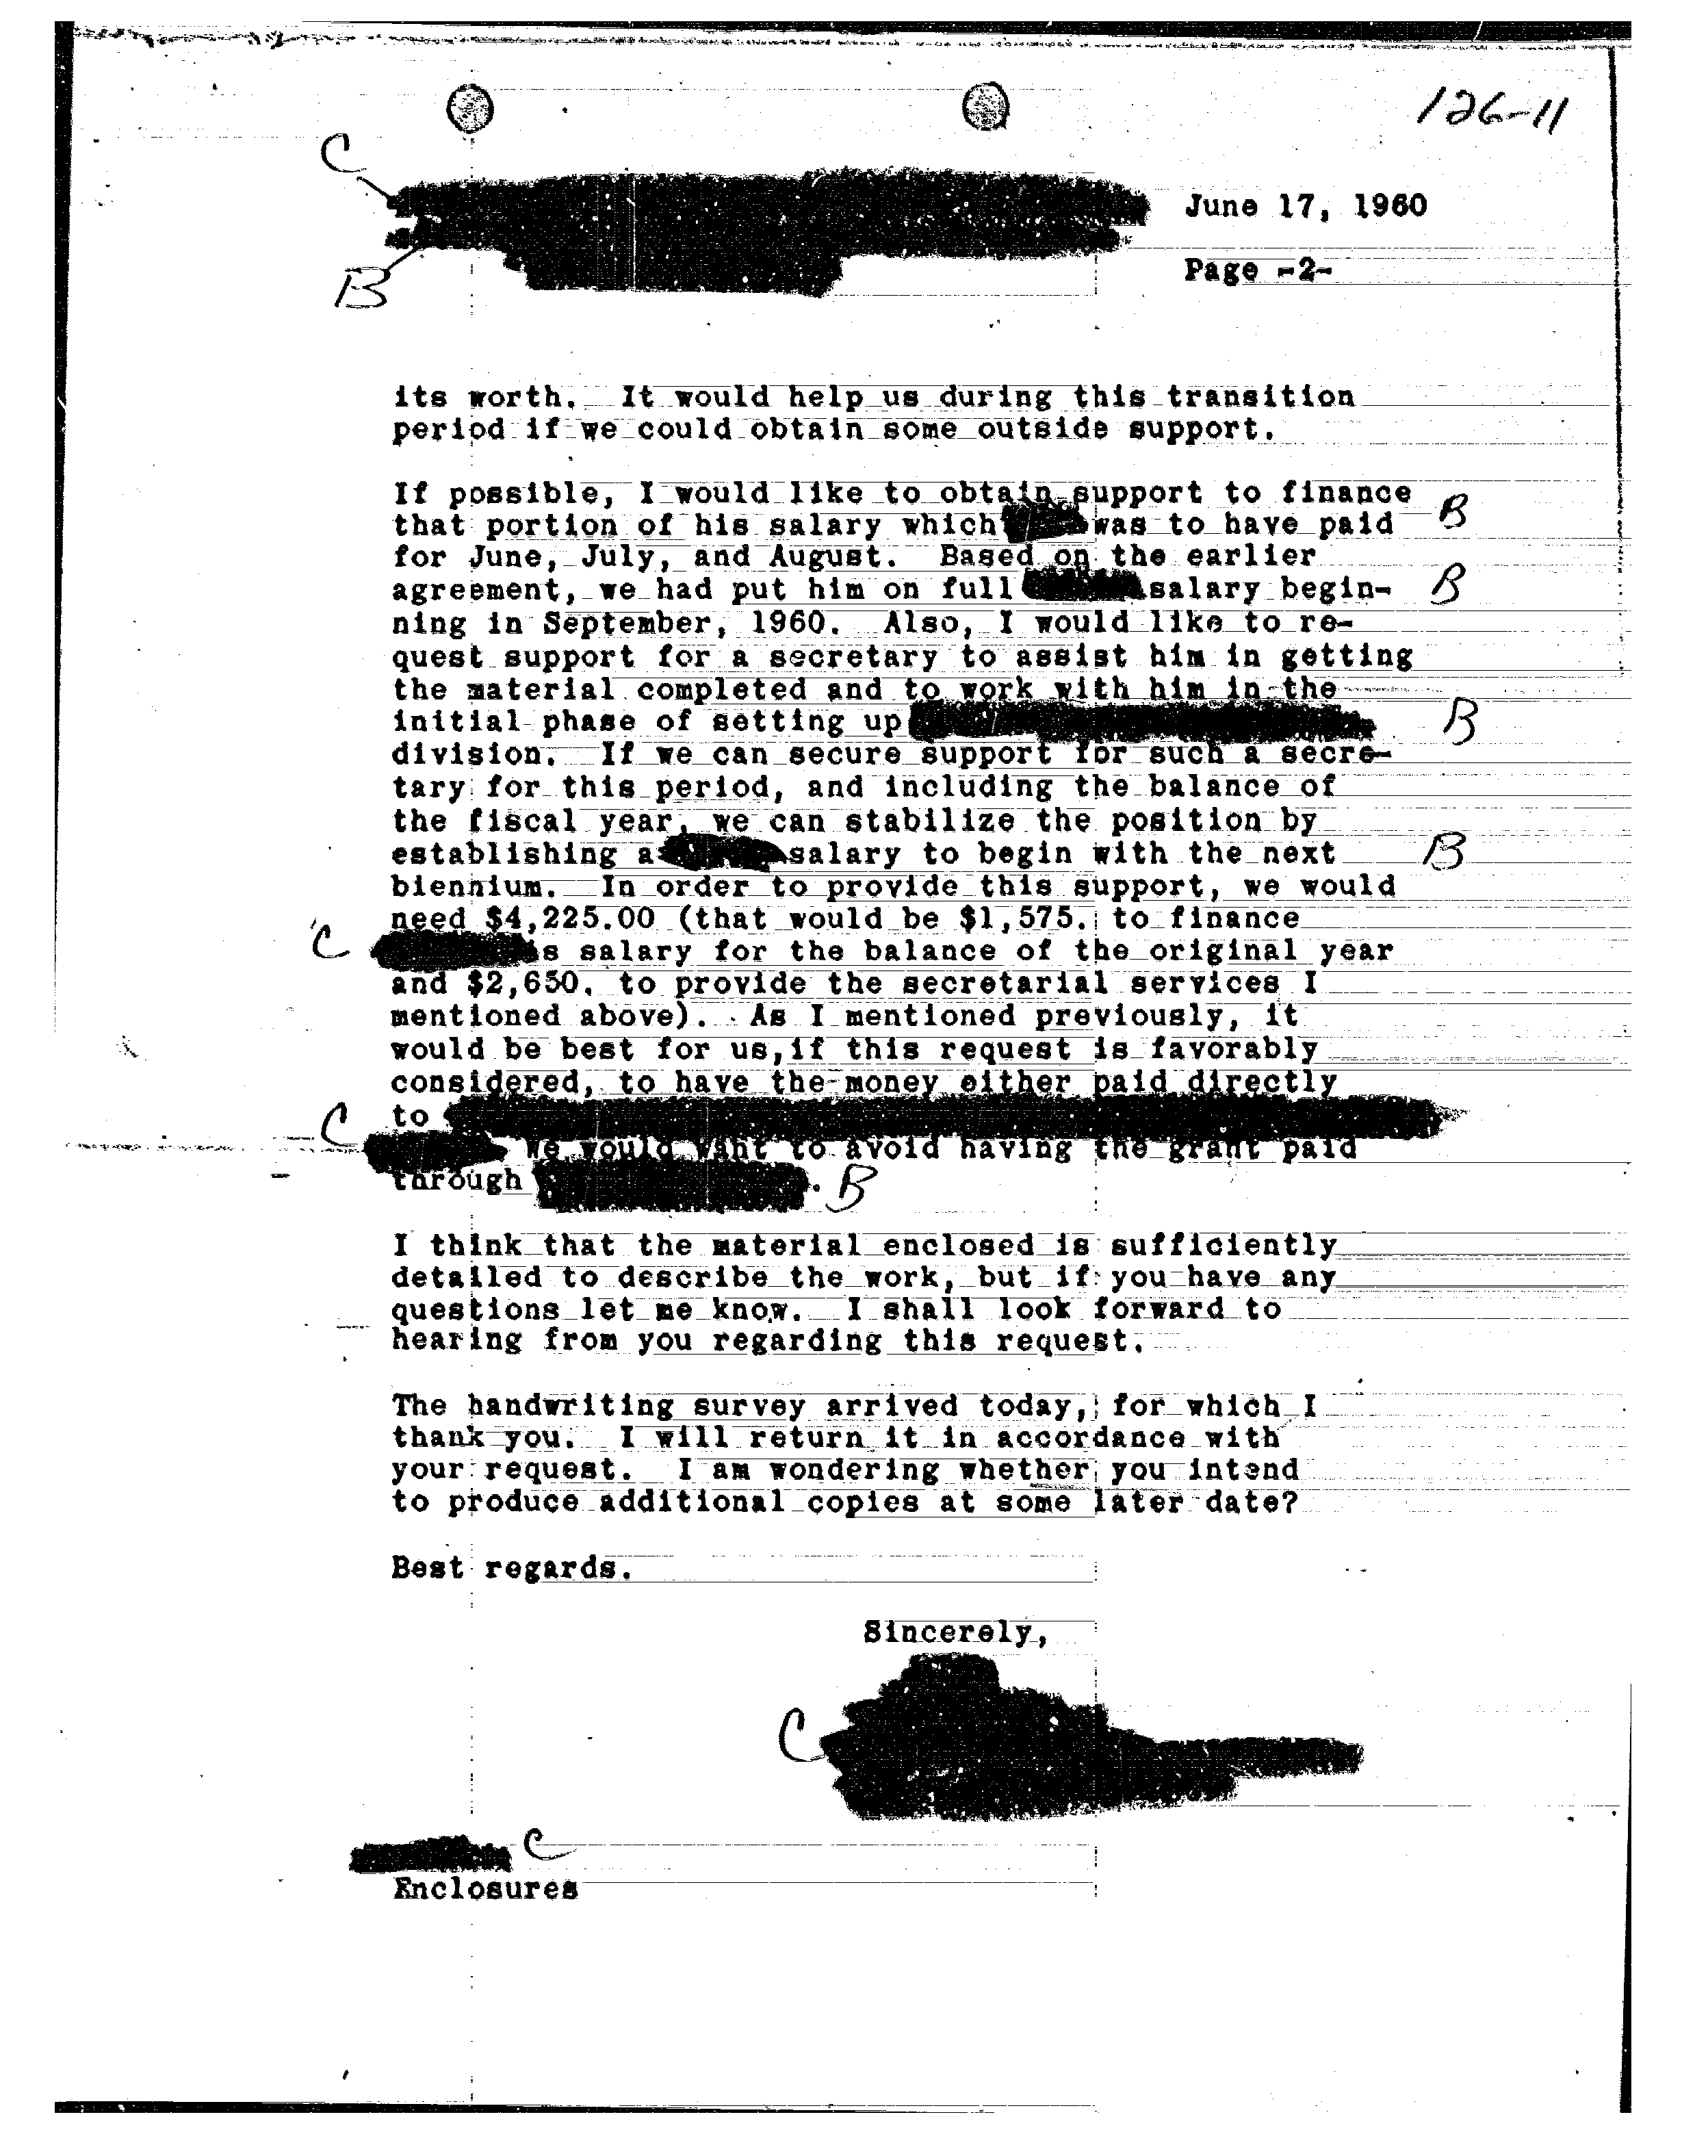 126-11
C
June 17, 1960
B
Page -2-
its worth. It would help us during this transition
period if we could obtain some outside support.
If possible, I would like to obtain support to finance
that portion of his salary which was to have paid B
for June, July, and August. Based on the earlier
agreement, we had put him on full salary begin- B
ning in September, 1960. Also, I would like to re-
quest support for a secretary to assist him in getting
the material completed and to work with him in the
initial phase of setting up B
division. If we can secure support for such a secre-
tary for this period, and including the balance of
the fiscal year, we can stabilize the position by
establishing a salary to begin with the next B
biennium. In order to provide this support, we would
need $4,225.00 (that would be $1,575. to finance
C s salary for the balance of the original year
and $2,650. to provide the secretarial services I
mentioned above). As I mentioned previously, it
would be best for us, if this request is favorably
considered, to have the money either paid directly
C to
We would want to avoid having the grant paid
through . B
I think that the material enclosed is sufficiently
detailed to describe the work, but if you have any
questions let me know. I shall look forward to
hearing from you regarding this request.
The handwriting survey arrived today, for which I
thank you. I will return it in accordance with
your request. I am wondering whether you intend
to produce additional copies at some later date?
Best regards.
Sincerely,
C
C
Enclosures